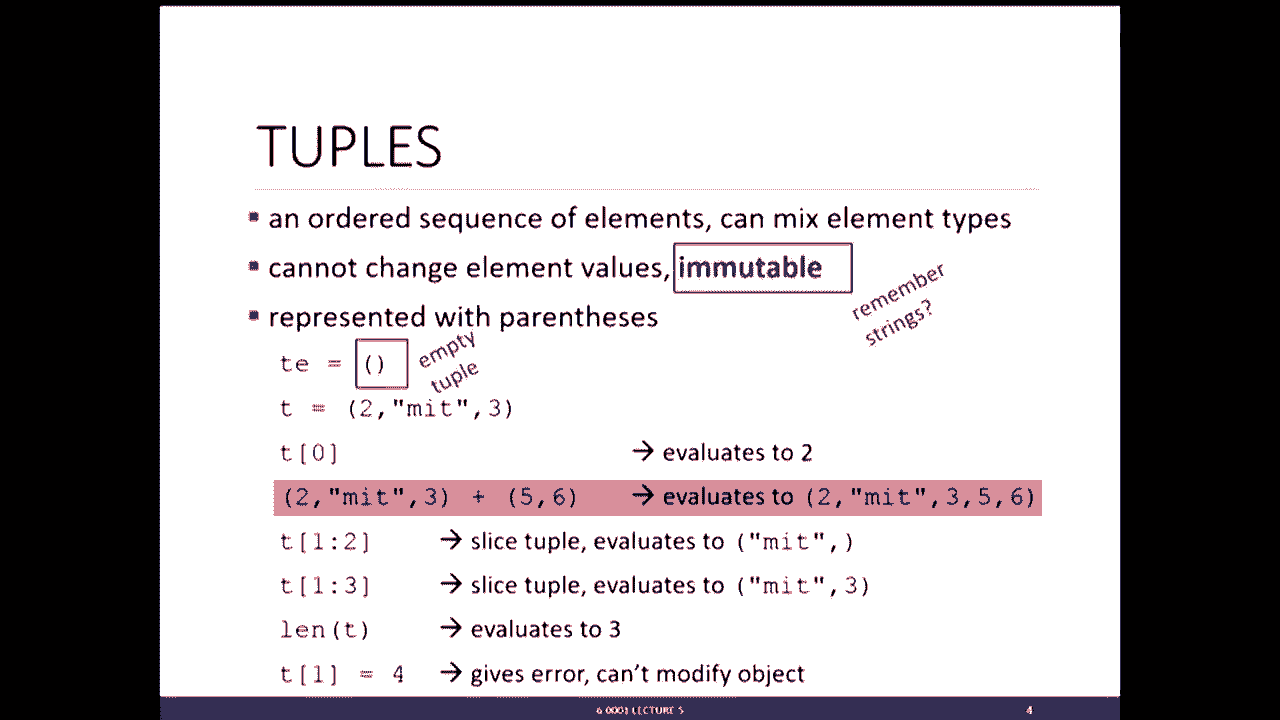 TUPLES
▪ an ordered sequence of elements, can mix element types
▪ cannot change element values, immutable
remember
strings?
▪ represented with parentheses
te = ()
empty
tuple
t = (2,"mit",3)
t[0] → evaluates to 2
(2,"mit",3) + (5,6) → evaluates to (2,"mit",3,5,6)
t[1:2] → slice tuple, evaluates to ("mit",)
t[1:3] → slice tuple, evaluates to ("mit",3)
len(t) → evaluates to 3
t[1] = 4 → gives error, can't modify object
6.0001 LECTURE 5
4